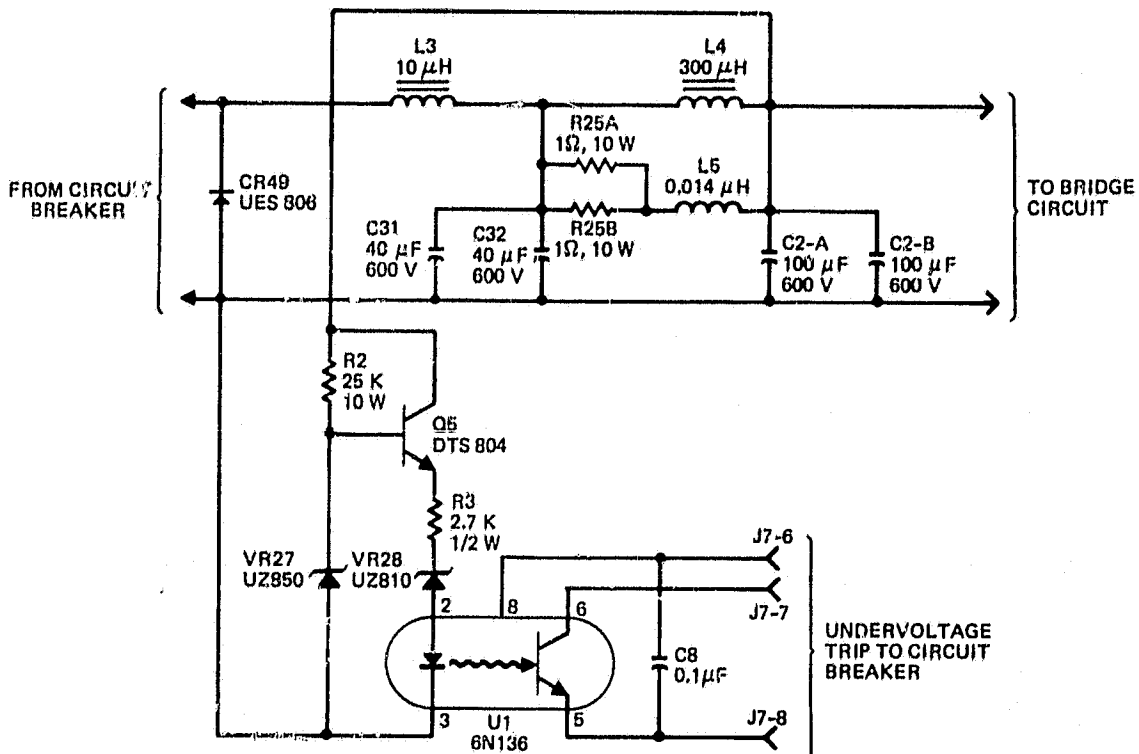 L3
10 μH
L4
300 μH
R25A
1Ω, 10 W
L5
0.014 μH
FROM CIRCUIT
BREAKER
CR49
UES 806
TO BRIDGE
CIRCUIT
C31
40 μF
600 V
C32
40 μF
600 V
R25B
1Ω, 10 W
C2-A
100 μF
600 V
C2-B
100 μF
600 V
R2
25 K
10 W
Q5
DTS 804
R3
2.7 K
1/2 W
VR27
UZ850
VR28
UZ810
J7-6
J7-7
2
8
6
UNDERVOLTAGE
TRIP TO CIRCUIT
BREAKER
C8
0.1μF
3
U1
6N136
5
J7-8